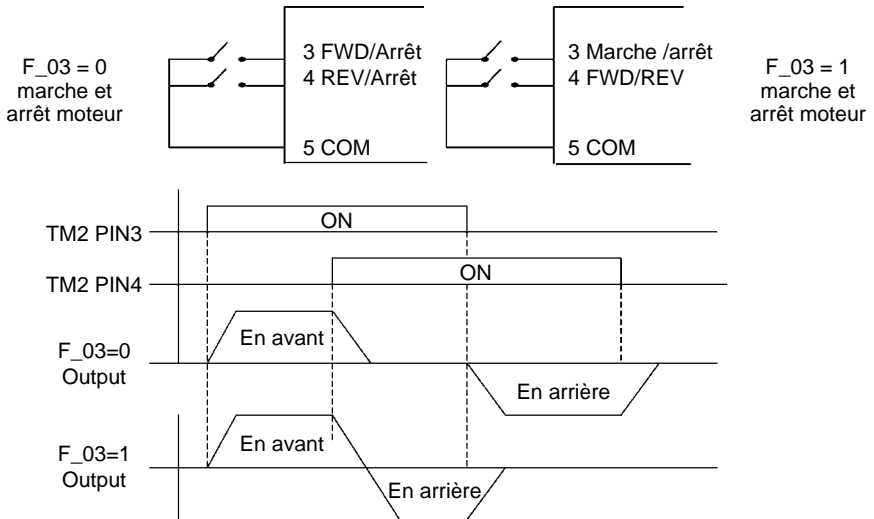 F_03 = 0
marche et
arrêt moteur
3 FWD/Arrêt
4 REV/Arrêt
5 COM
3 Marche /arrêt
4 FWD/REV
5 COM
F_03 = 1
marche et
arrêt moteur
TM2 PIN3
ON
TM2 PIN4
ON
F_03=0
Output
En avant
En arrière
F_03=1
Output
En avant
En arrière